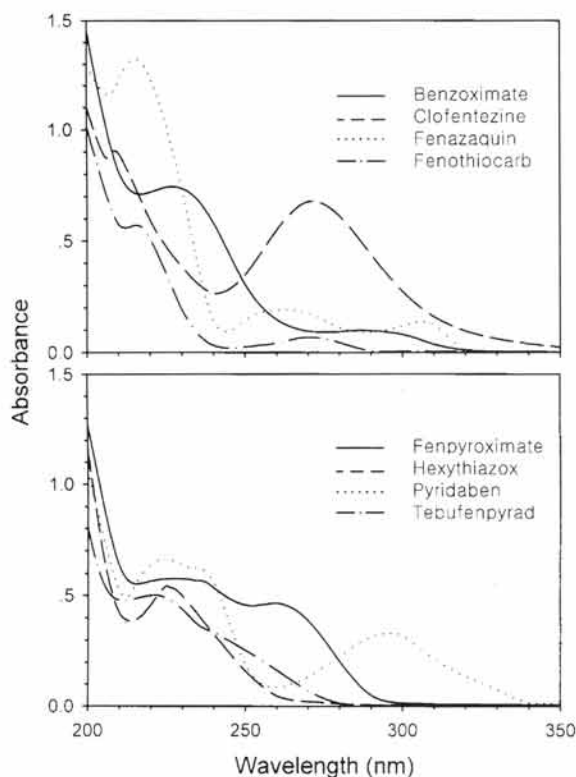 1.5
Benzoximate
Clofentezine
Fenazaquin
Fenothiocarb
1.0
.5
0.0
Absorbance
1.5
Fenpyroximate
Hexythiazox
Pyridaben
Tebufenpyrad
1.0
.5
0.0
200 250 300 350
Wavelength (nm)